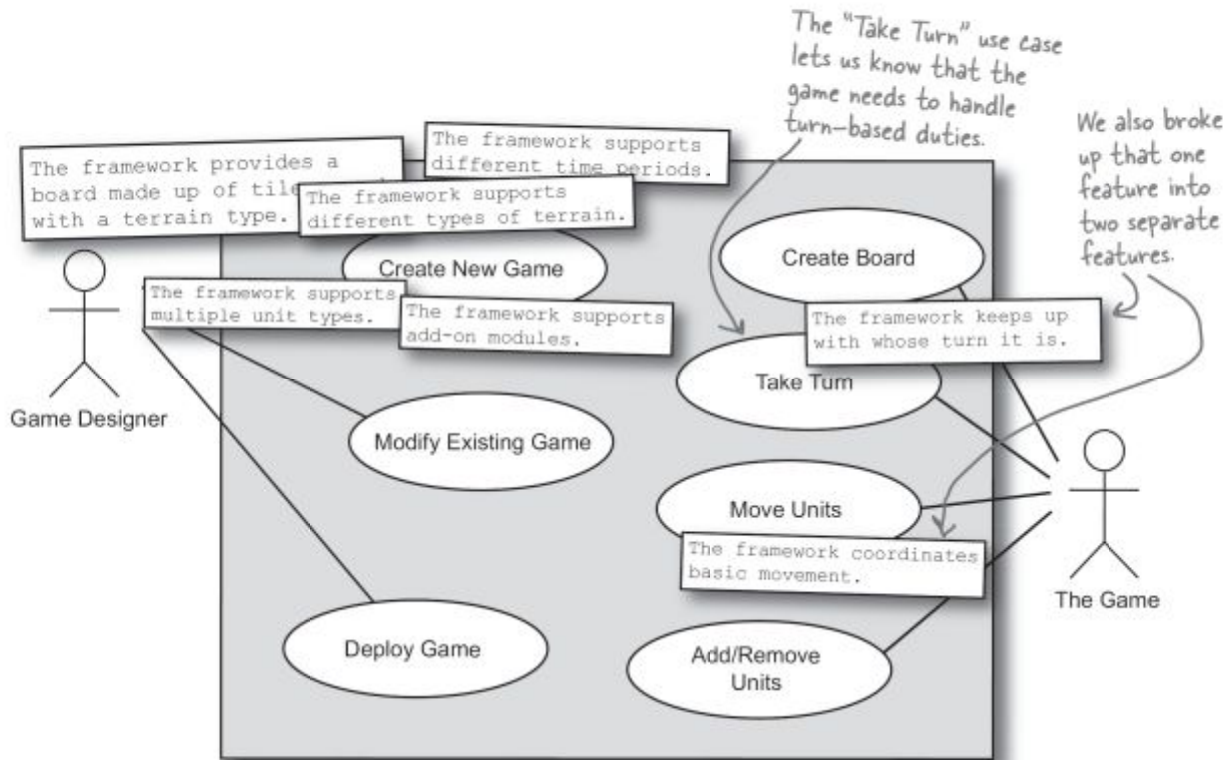 The "Take Turn" use case
lets us know that the
game needs to handle
turn-based duties.
We also broke
up that one
feature into
two separate
features.
The framework provides a
board made up of tile
with a terrain type.
The framework supports
different time periods.
The framework supports
different types of terrain.
Create New Game
Create Board
The framework supports
multiple unit types.
The framework supports
add-on modules.
The framework keeps up
with whose turn it is.
Take Turn
Game Designer
Modify Existing Game
Move Units
The framework coordinates
basic movement.
The Game
Deploy Game
Add/Remove
Units